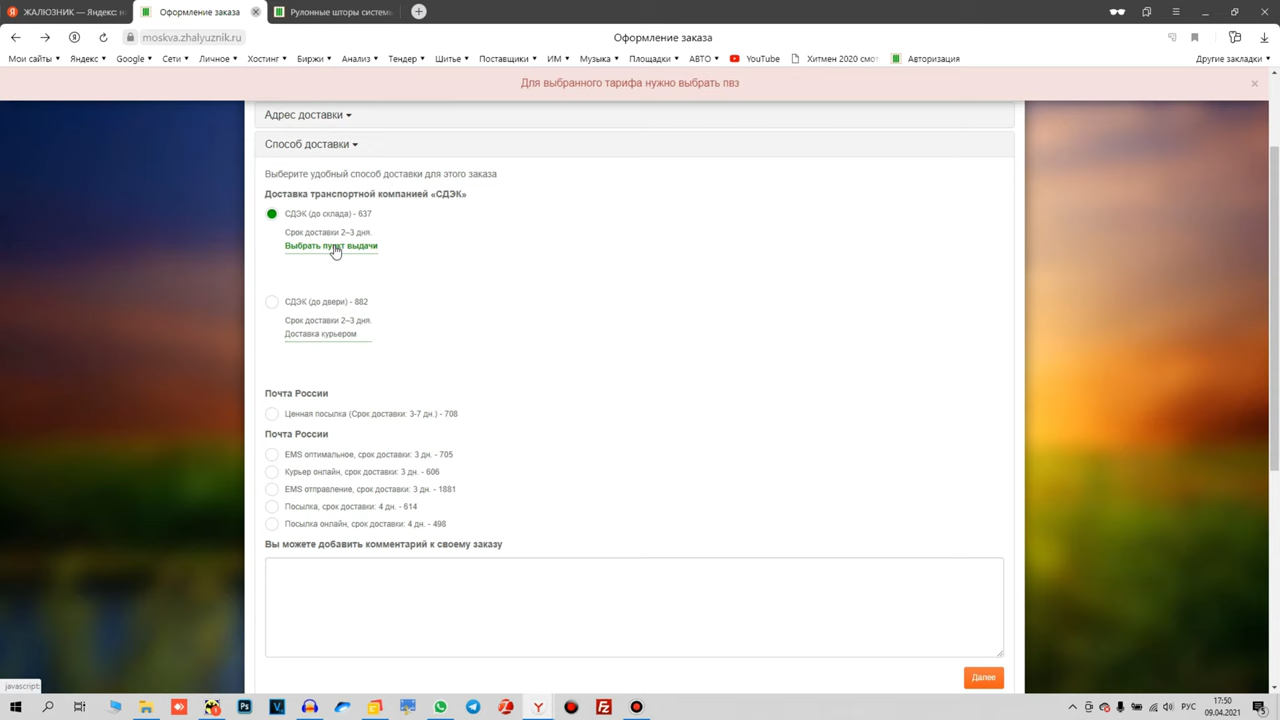 ЖАЛЮЗНИК — Яндекс: н
Оформление заказа
Рулонные шторы системы
moskva.zhalyuznik.ru
Оформление заказа
Мои сайты
Яндекс
Google
Сети
Личное
Хостинг
Биржи
Анализ
Тендер
Шитье
Поставщики
ИМ
Музыка
Площадки
АВТО
YouTube
Хитмен 2020 смот
Авторизация
Другие закладки
Для выбранного тарифа нужно выбрать пвз
×
Адрес доставки
Способ доставки
Выберите удобный способ доставки для этого заказа
Доставка транспортной компанией «СДЭК»
СДЭК (до склада) - 637
Срок доставки 2–3 дня.
Выбрать пункт выдачи
СДЭК (до двери) - 882
Срок доставки 2–3 дня.
Доставка курьером
Почта России
Ценная посылка (Срок доставки: 3-7 дн.) - 708
Почта России
EMS оптимальное, срок доставки: 3 дн. - 705
Курьер онлайн, срок доставки: 3 дн. - 606
EMS отправление, срок доставки: 3 дн. - 1881
Посылка, срок доставки: 4 дн. - 614
Посылка онлайн, срок доставки: 4 дн. - 498
Вы можете добавить комментарий к своему заказу
Далее
javascript:
РУС
17:50
09.04.2021